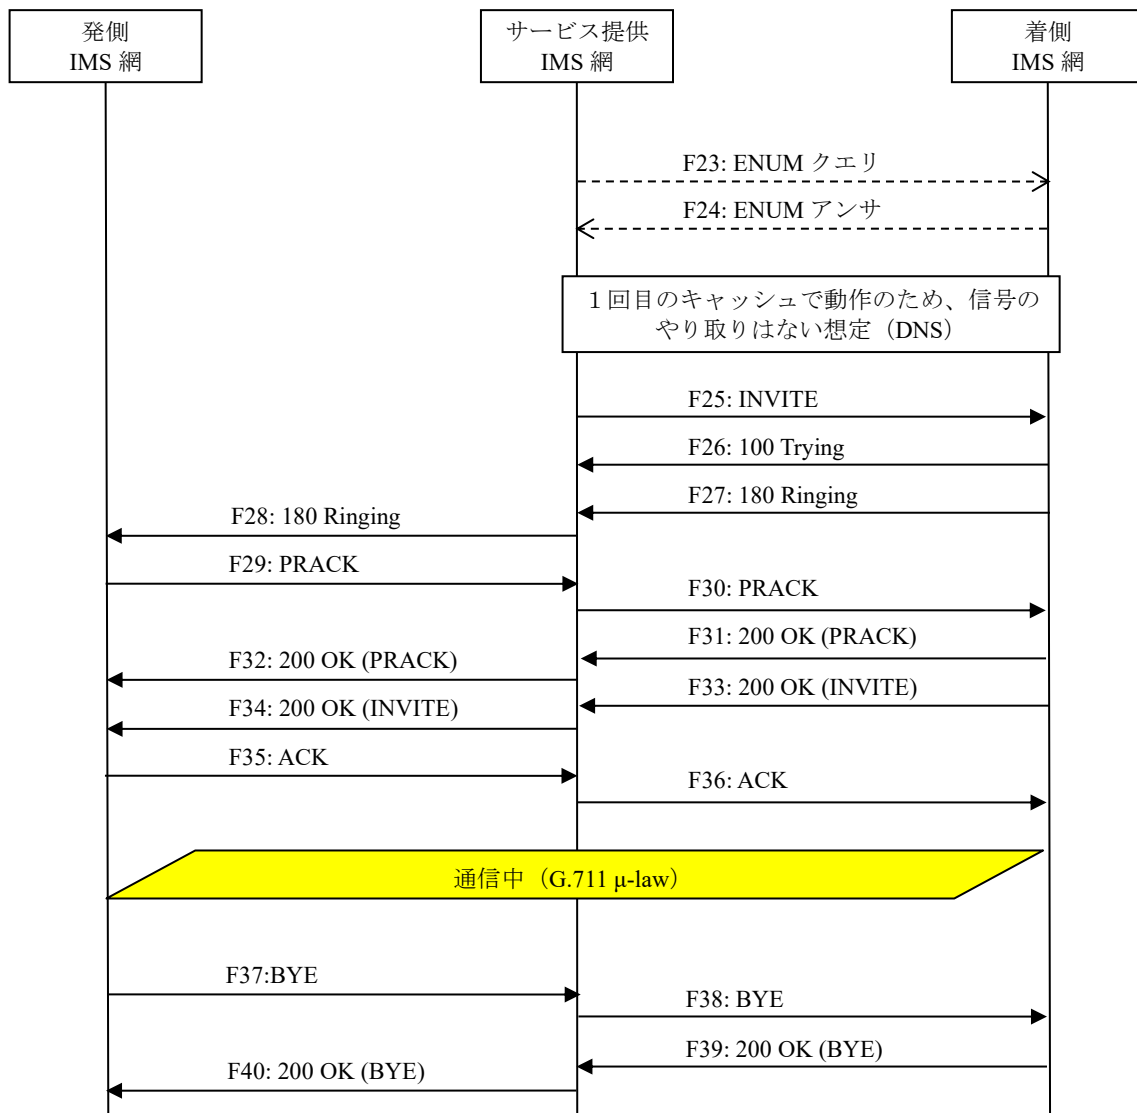 発側
IMS 網
サービス提供
IMS 網
着側
IMS 網
F23: ENUM クエリ
F24: ENUM アンサ
１回目のキャッシュで動作のため、信号の
やり取りはない想定（DNS）
F25: INVITE
F26: 100 Trying
F27: 180 Ringing
F28: 180 Ringing
F29: PRACK
F30: PRACK
F31: 200 OK (PRACK)
F32: 200 OK (PRACK)
F33: 200 OK (INVITE)
F34: 200 OK (INVITE)
F35: ACK
F36: ACK
通信中（G.711 μ-law）
F37:BYE
F38: BYE
F39: 200 OK (BYE)
F40: 200 OK (BYE)